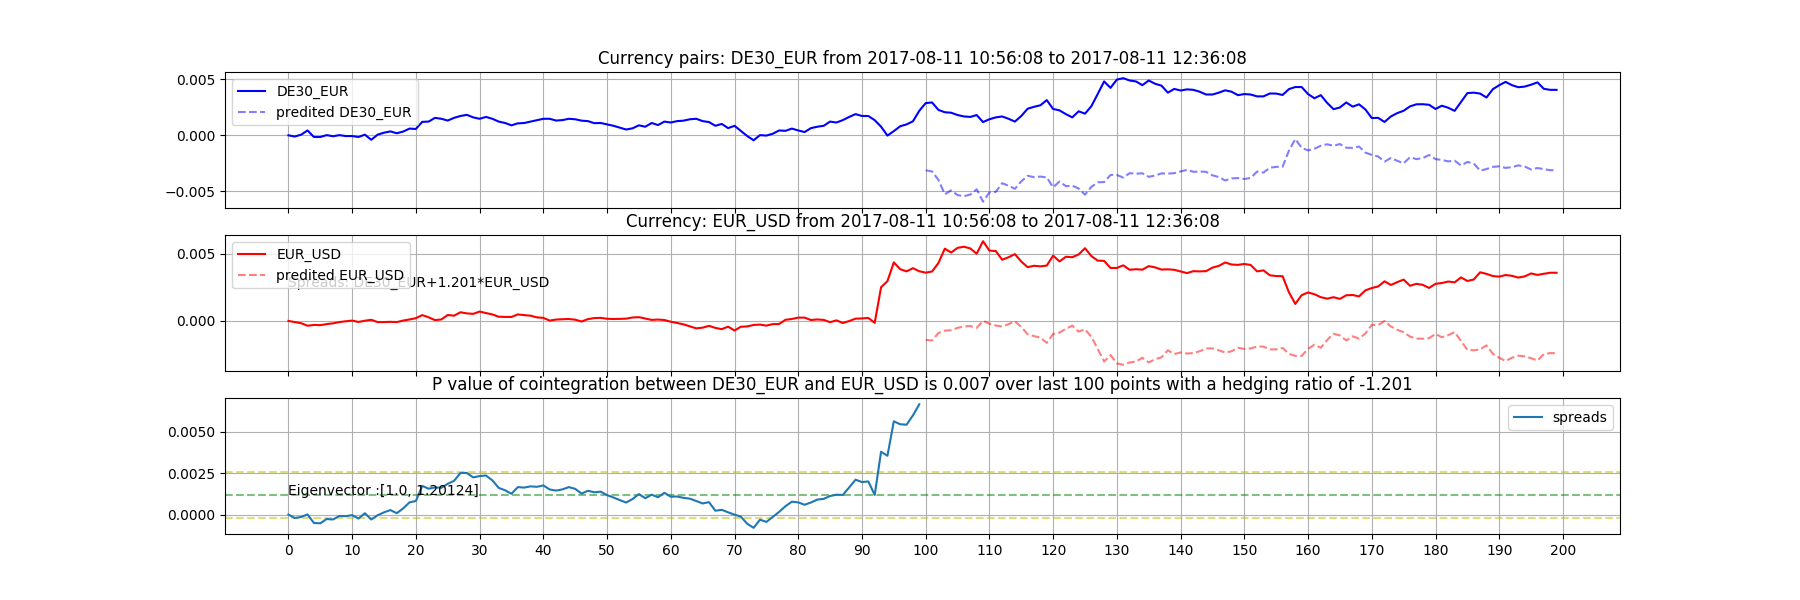 Currency pairs: DE30_EUR from 2017-08-11 10:56:08 to 2017-08-11 12:36:08
0.005
0.000
−0.005
DE30_EUR
predited DE30_EUR
Currency: EUR_USD from 2017-08-11 10:56:08 to 2017-08-11 12:36:08
0.005
0.000
EUR_USD
predited EUR_USD
Spreads: DE30_EUR+1.201*EUR_USD
P value of cointegration between DE30_EUR and EUR_USD is 0.007 over last 100 points with a hedging ratio of -1.201
0.0050
0.0025
0.0000
spreads
Eigenvector :[1.0, 1.20124]
0 10 20 30 40 50 60 70 80 90 100 110 120 130 140 150 160 170 180 190 200